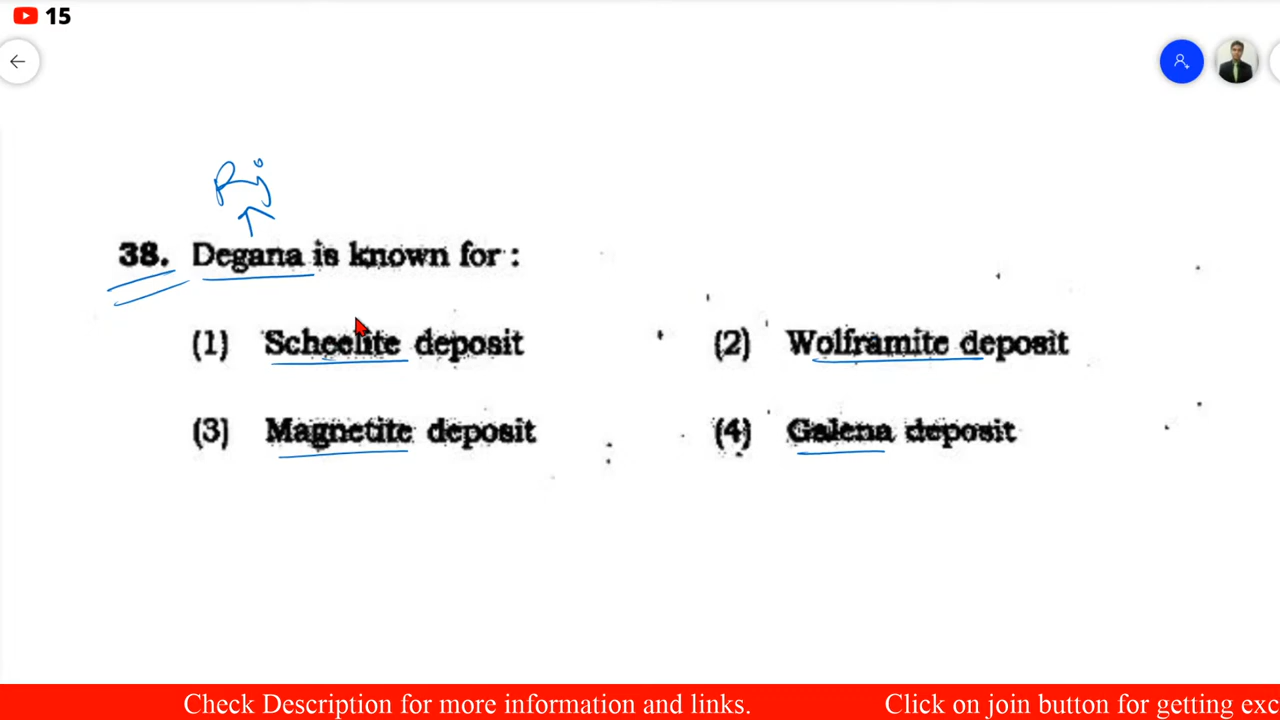 15
Rj
38. Degana is known for :
(1) Scheelite deposit (2) Wolframite deposit
(3) Magnetite deposit (4) Galena deposit
Check Description for more information and links. Click on join button for getting exc